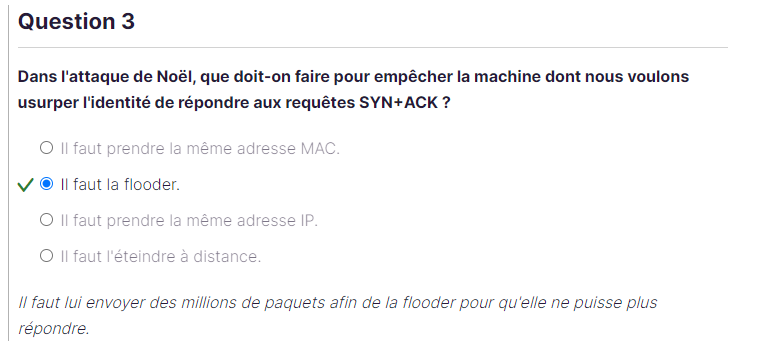 Question 3
Dans l'attaque de Noël, que doit-on faire pour empêcher la machine dont nous voulons
usurper l'identité de répondre aux requêtes SYN+ACK ?
Il faut prendre la même adresse MAC.
Il faut la flooder.
Il faut prendre la même adresse IP.
Il faut l'éteindre à distance.
Il faut lui envoyer des millions de paquets afin de la flooder pour qu'elle ne puisse plus
répondre.